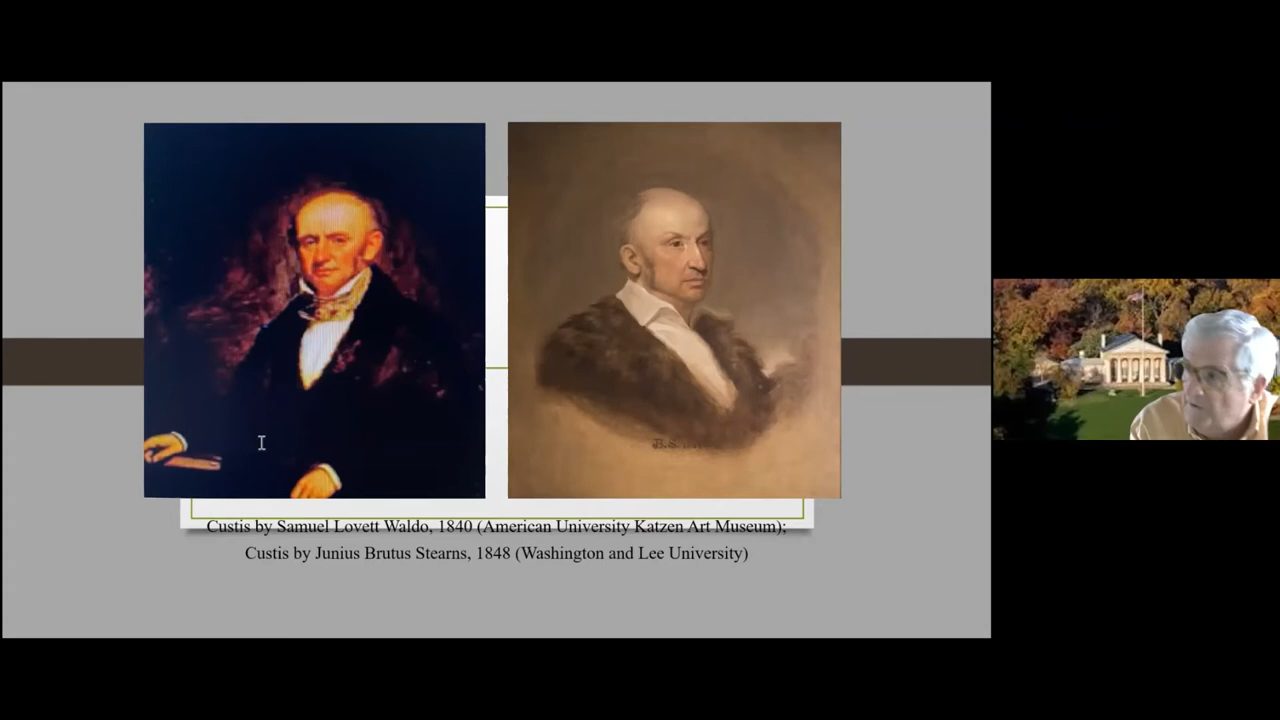 Custis by Samuel Lovett Waldo, 1840 (American University Katzen Art Museum);
Custis by Junius Brutus Stearns, 1848 (Washington and Lee University)